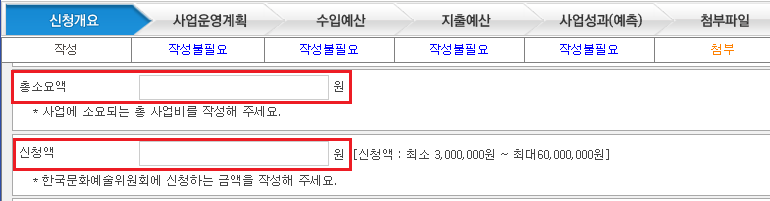 신청개요 사업운영계획 수입예산 지출예산 사업성과(예측) 첨부파일
작성 작성불필요 작성불필요 작성불필요 작성불필요 첨부
총소요액 원
* 사업에 소요되는 총 사업비를 작성해 주세요.
신청액 원 [신청액 : 최소 3,000,000원 ~ 최대60,000,000원]
* 한국문화예술위원회에 신청하는 금액을 작성해 주세요.